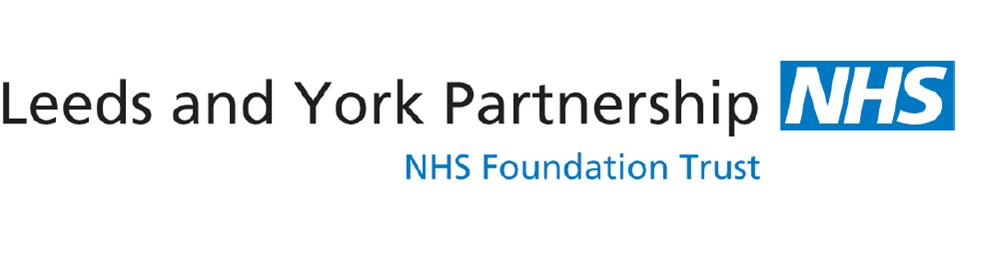 Leeds and York Partnership NHS
NHS Foundation Trust